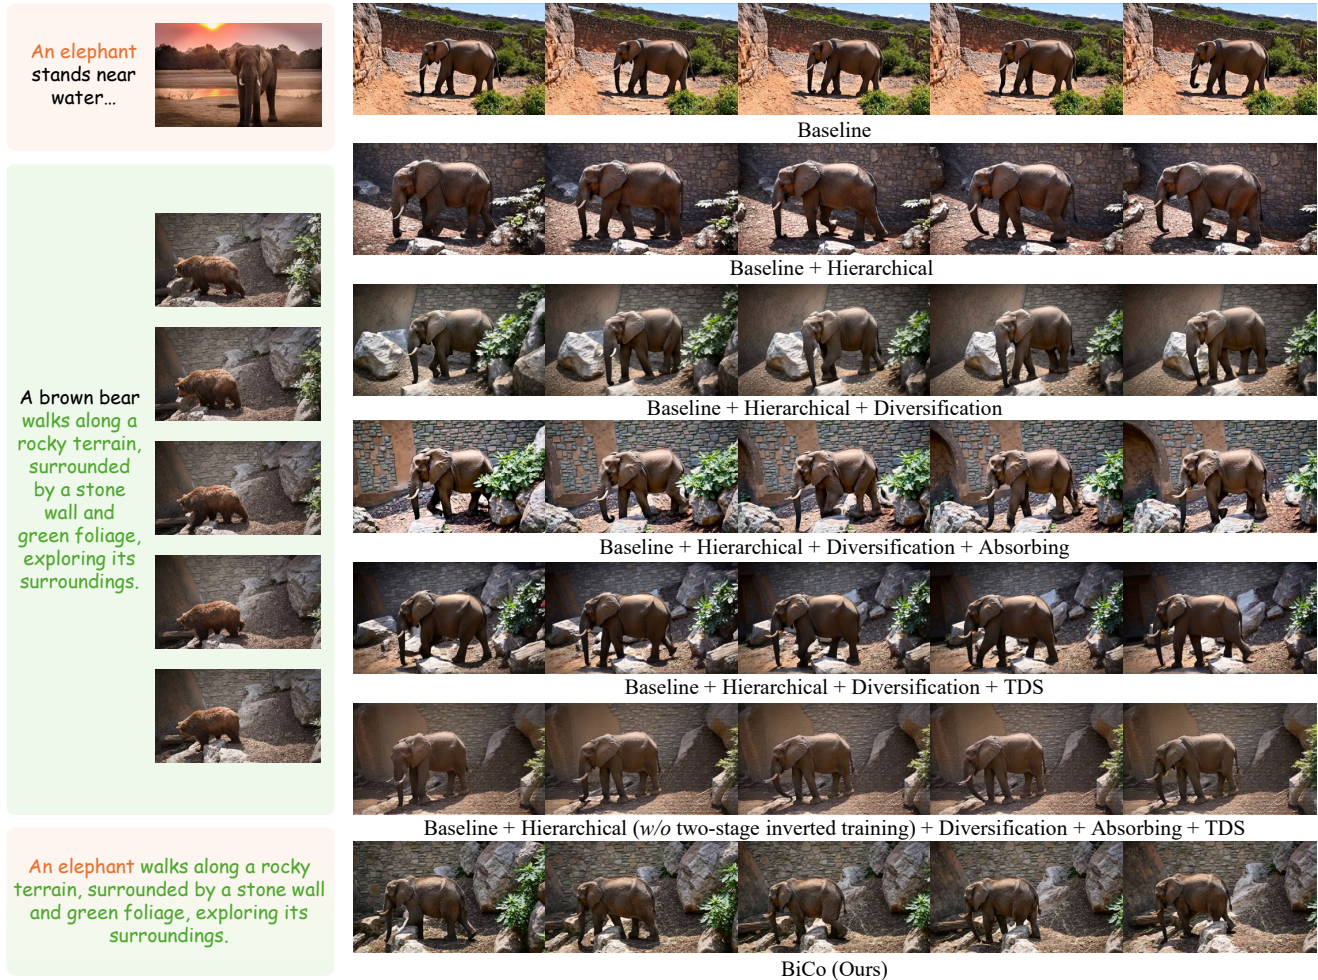 An elephant
stands near
water…
A brown bear
walks along a
rocky terrain,
surrounded
by a stone
wall and
green foliage,
exploring its
surroundings.
An elephant walks along a rocky
terrain, surrounded by a stone wall
and green foliage, exploring its
surroundings.
Baseline
Baseline + Hierarchical
Baseline + Hierarchical + Diversification
Baseline + Hierarchical + Diversification + Absorbing
Baseline + Hierarchical + Diversification + TDS
Baseline + Hierarchical (w/o two-stage inverted training) + Diversification + Absorbing + TDS
BiCo (Ours)